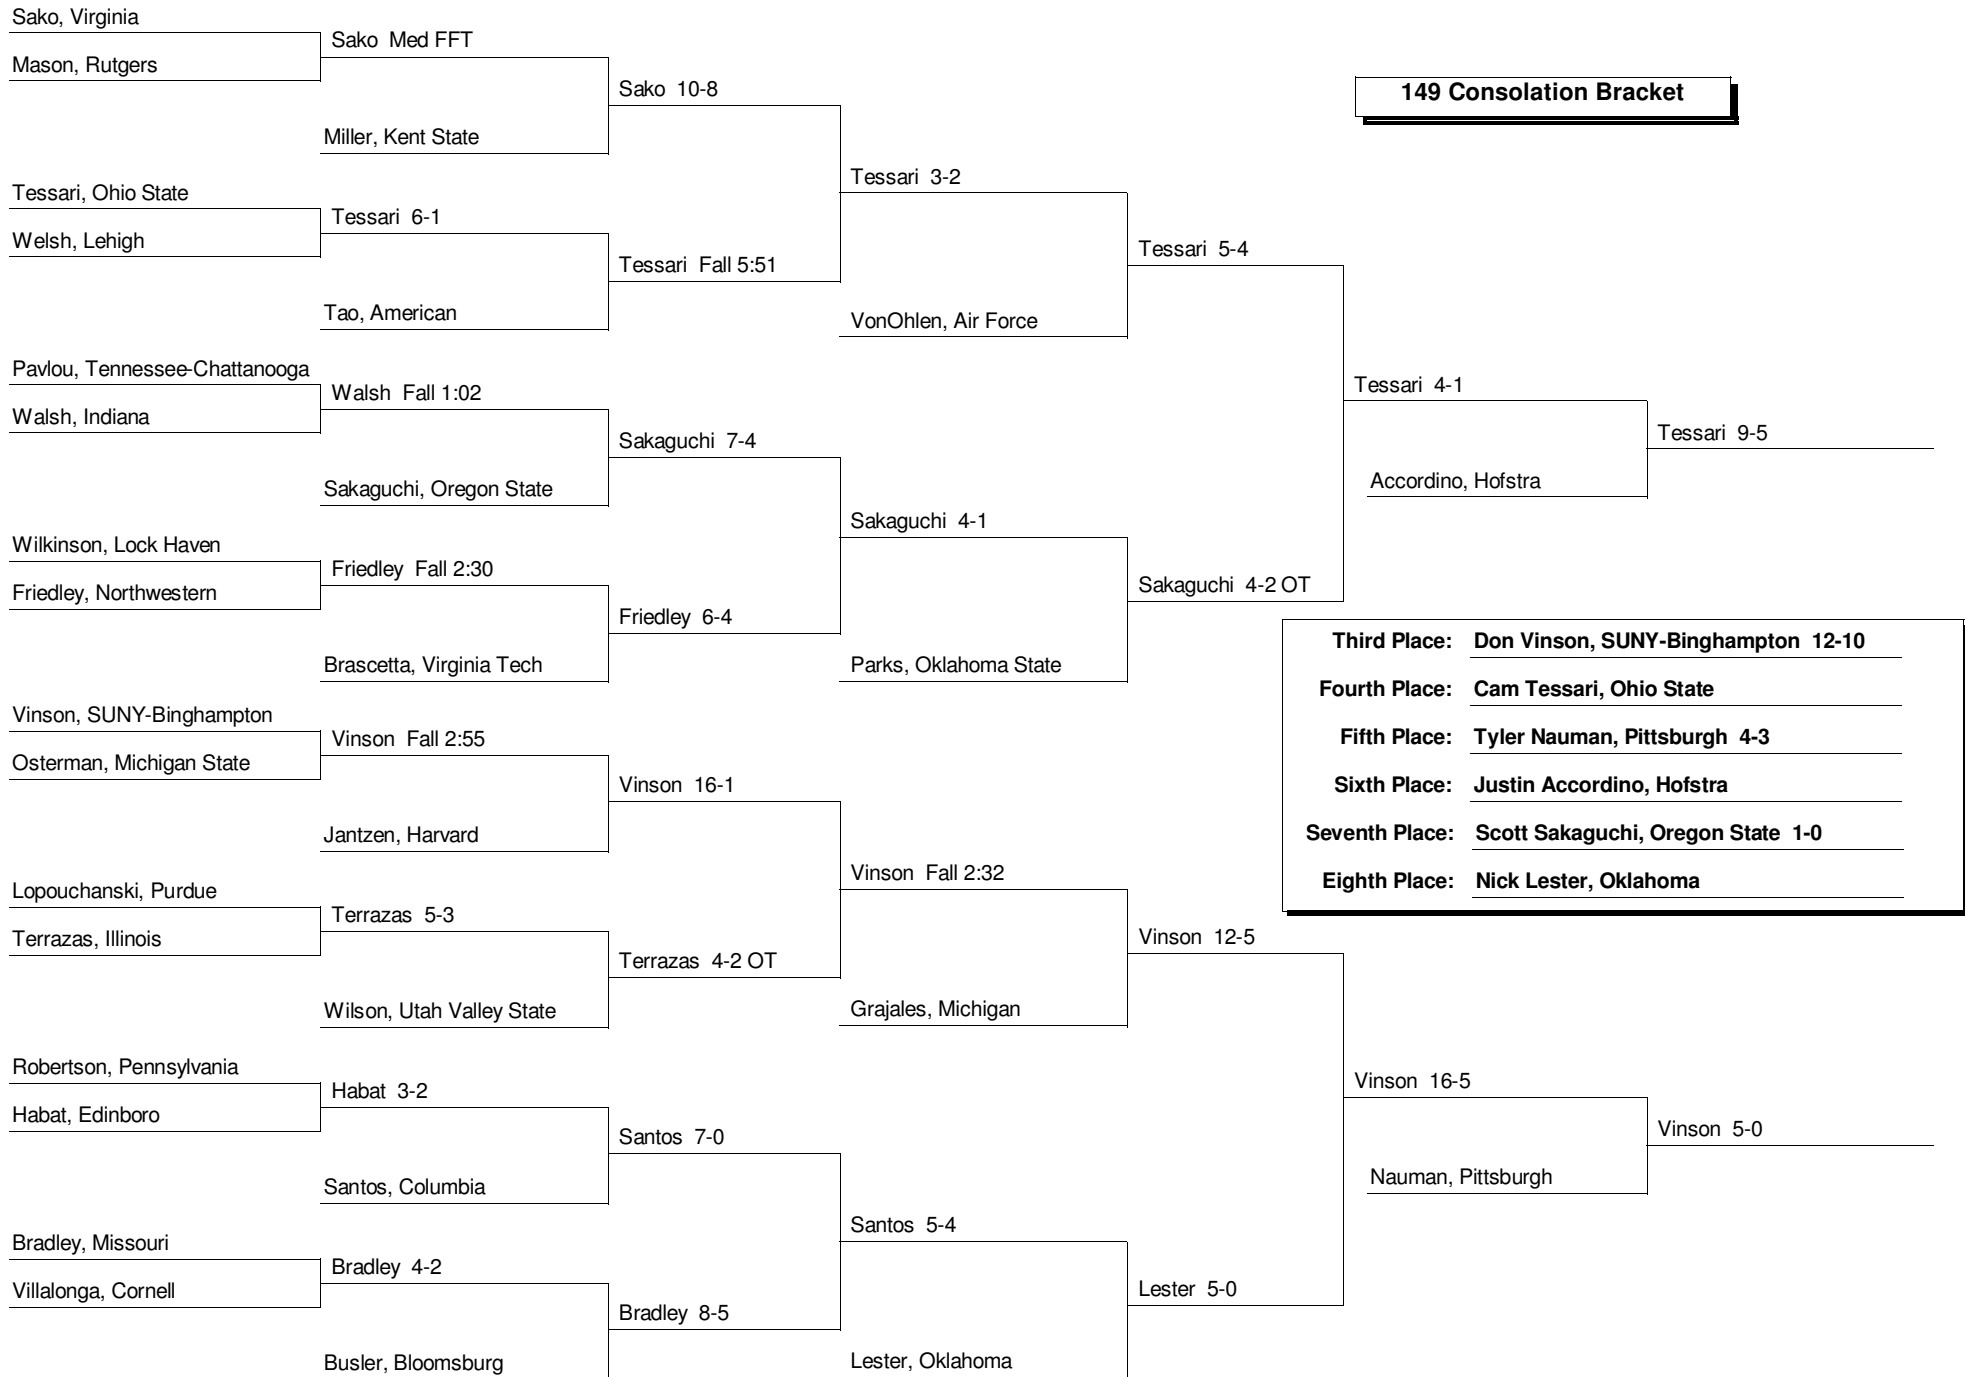 Sako, Virginia
Sako  Med FFT
Mason, Rutgers
Sako  10-8
149 Consolation Bracket
Miller, Kent State
Tessari  3-2
Tessari, Ohio State
Tessari  6-1
Welsh, Lehigh
Tessari  5-4
Tessari  Fall 5:51
Tao, American
VonOhlen, Air Force
Pavlou, Tennessee-Chattanooga
Walsh  Fall 1:02
Tessari  4-1
Walsh, Indiana
Sakaguchi  7-4
Tessari  9-5
Sakaguchi, Oregon State
Accordino, Hofstra
Sakaguchi  4-1
Wilkinson, Lock Haven
Friedley  Fall 2:30
Friedley, Northwestern
Sakaguchi  4-2 OT
Friedley  6-4
Brascetta, Virginia Tech
Parks, Oklahoma State
Third Place: Don Vinson, SUNY-Binghampton  12-10
Fourth Place: Cam Tessari, Ohio State
Fifth Place: Tyler Nauman, Pittsburgh  4-3
Sixth Place: Justin Accordino, Hofstra
Seventh Place: Scott Sakaguchi, Oregon State  1-0
Eighth Place: Nick Lester, Oklahoma
Vinson, SUNY-Binghampton
Vinson  Fall 2:55
Osterman, Michigan State
Vinson  16-1
Jantzen, Harvard
Vinson  Fall 2:32
Lopouchanski, Purdue
Terrazas  5-3
Terrazas, Illinois
Vinson  12-5
Terrazas  4-2 OT
Wilson, Utah Valley State
Grajales, Michigan
Robertson, Pennsylvania
Habat  3-2
Vinson  16-5
Habat, Edinboro
Santos  7-0
Vinson  5-0
Santos, Columbia
Nauman, Pittsburgh
Santos  5-4
Bradley, Missouri
Bradley  4-2
Villalonga, Cornell
Lester  5-0
Bradley  8-5
Busler, Bloomsburg
Lester, Oklahoma